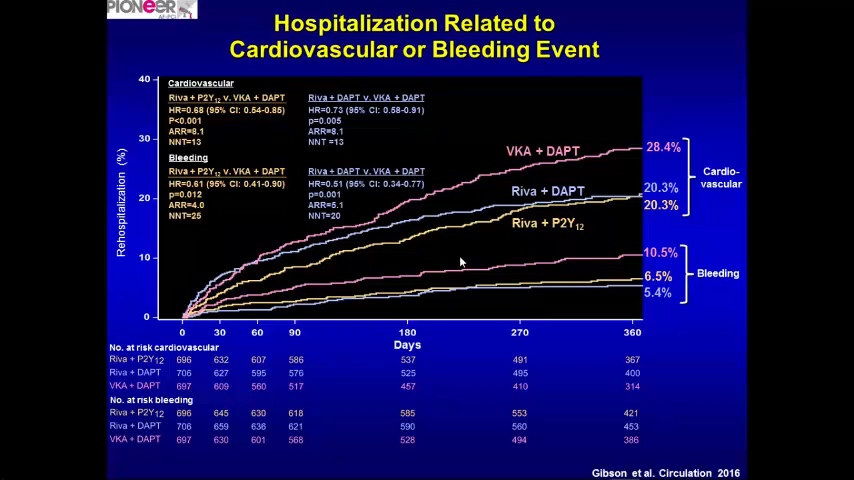 PIONEER
AF-PCI
Hospitalization Related to
Cardiovascular or Bleeding Event
Rehospitalization (%)
40
30
20
10
0
Cardiovascular
Riva + P2Y12 v. VKA + DAPT
HR=0.68 (95% CI: 0.54-0.85)
P<0.001
ARR=8.1
NNT=13
Riva + DAPT v. VKA + DAPT
HR=0.73 (95% CI: 0.58-0.91)
p=0.005
ARR=8.1
NNT =13
Bleeding
Riva + P2Y12 v. VKA + DAPT
HR=0.61 (95% CI: 0.41-0.90)
p=0.012
ARR=4.0
NNT=25
Riva + DAPT v. VKA + DAPT
HR=0.51 (95% CI: 0.34-0.77)
p=0.001
ARR=5.1
NNT=20
VKA + DAPT
Riva + DAPT
Riva + P2Y12
28.4%
20.3%
20.3%
Cardio-
vascular
10.5%
6.5%
5.4%
Bleeding
0 30 60 90 180 270 360
Days
No. at risk cardiovascular
Riva + P2Y12 696 632 607 586 537 491 367
Riva + DAPT 706 627 595 576 525 495 400
VKA + DAPT 697 609 560 517 457 410 314
No. at risk bleeding
Riva + P2Y12 696 645 630 618 585 553 421
Riva + DAPT 706 659 636 621 590 560 453
VKA + DAPT 697 630 601 568 528 494 386
Gibson et al. Circulation 2016